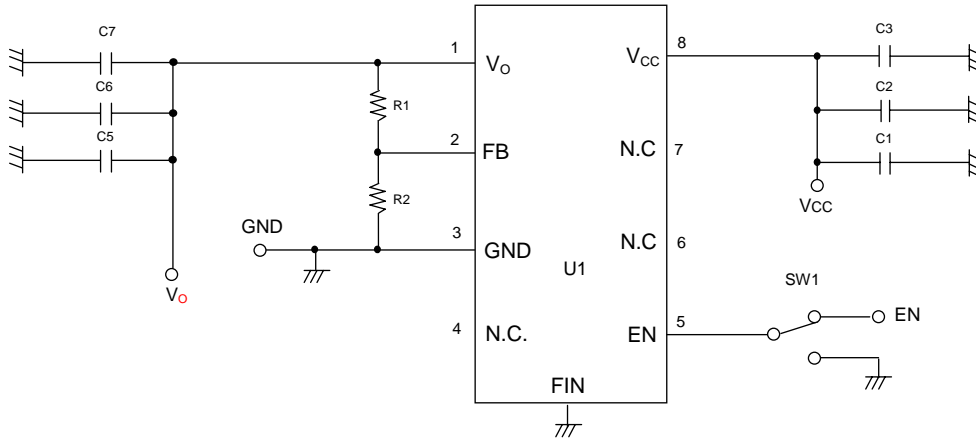 C7
C6
C5
VO
GND
R1
R2
1
2
3
4
VO
FB
GND
N.C.
U1
FIN
VCC
N.C
N.C
EN
8
7
6
5
C3
C2
C1
VCC
SW1
EN